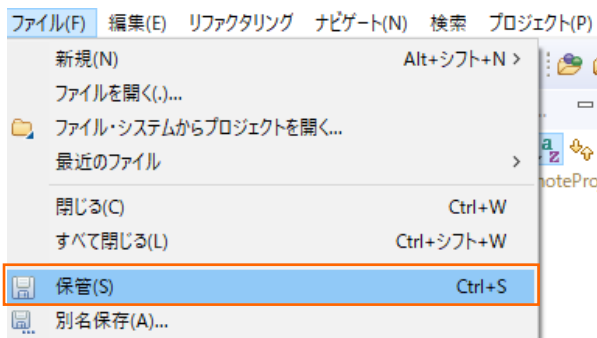 ファイル(F) 編集(E) リファクタリング ナビゲート(N) 検索 プロジェクト(P)
新規(N) Alt+シフト+N >
ファイルを開く(.)...
ファイル・システムからプロジェクトを開く...
最近のファイル >
閉じる(C) Ctrl+W
すべて閉じる(L) Ctrl+シフト+W
保管(S) Ctrl+S
別名保存(A)...
a
z
notePro